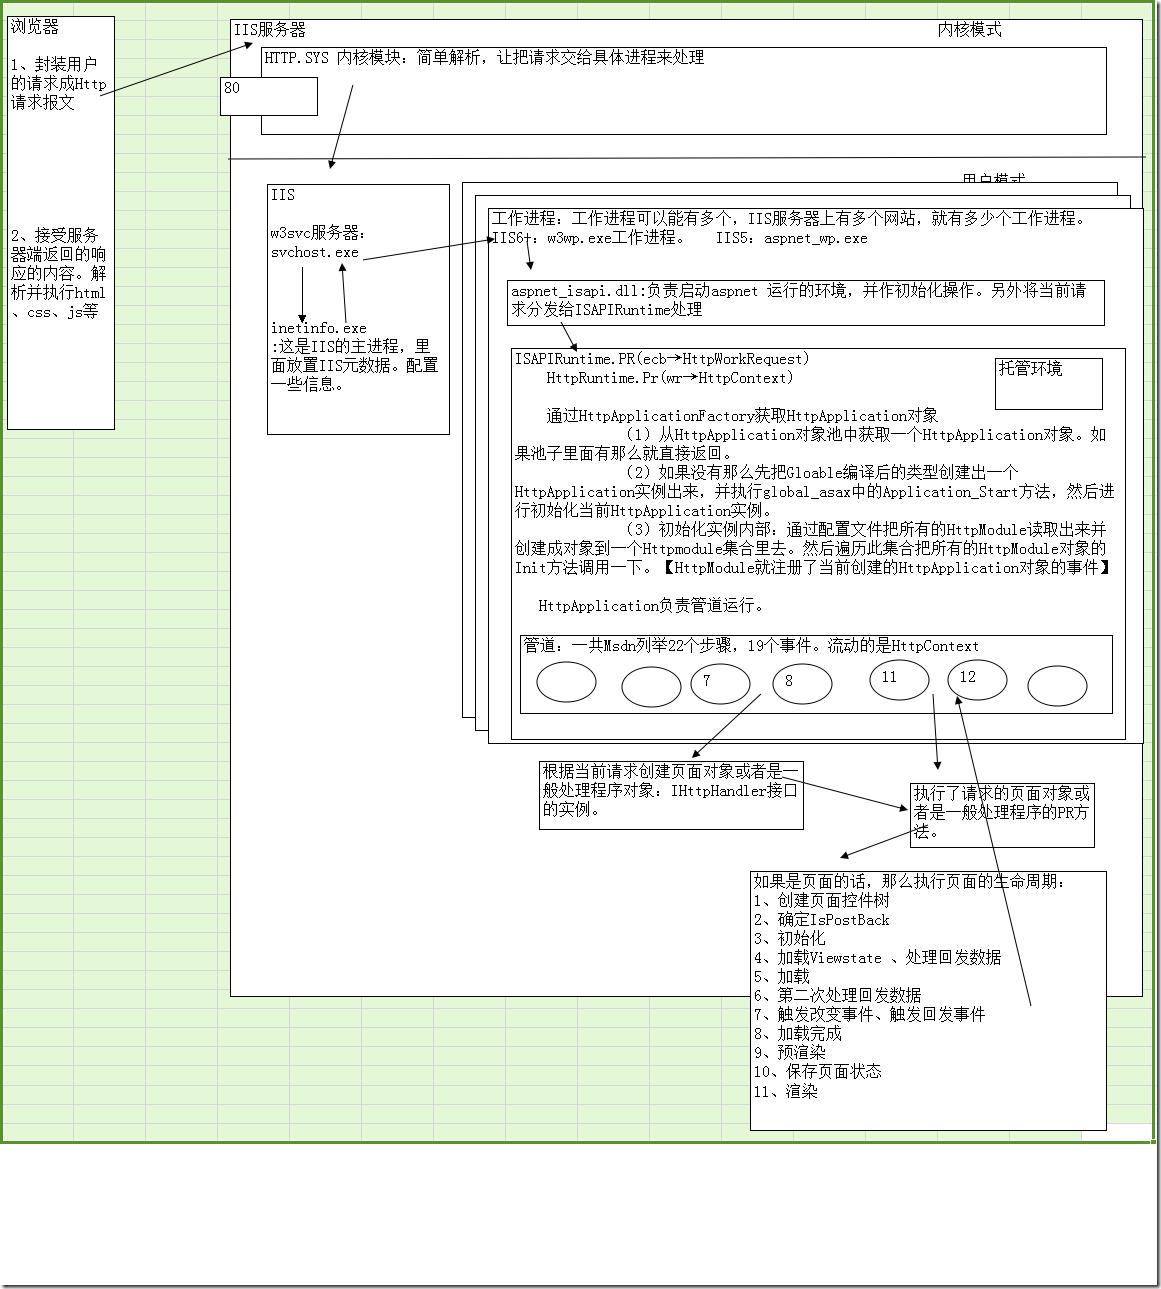 浏览器
1、封装用户
的请求成Http
请求报文
2、接受服务
器端返回的响
应的内容。解
析并执行html
、css、js等
IIS服务器
内核模式
HTTP.SYS 内核模块：简单解析，让把请求交给具体进程来处理
80
用户模式
IIS
w3svc服务器：
svchost.exe
inetinfo.exe
:这是IIS的主进程，里
面放置IIS元数据。配置
一些信息。
工作进程：工作进程可以能有多个，IIS服务器上有多个网站，就有多少个工作进程。
IIS6+：w3wp.exe工作进程。 IIS5：aspnet_wp.exe
aspnet_isapi.dll:负责启动aspnet 运行的环境，并作初始化操作。另外将当前请
求分发给ISAPIRuntime处理
ISAPIRuntime.PR(ecb→HttpWorkRequest)
HttpRuntime.Pr(wr→HttpContext)
托管环境
通过HttpApplicationFactory获取HttpApplication对象
（1）从HttpApplication对象池中获取一个HttpApplication对象。如
果池子里面有那么就直接返回。
（2）如果没有那么先把Gloable编译后的类型创建出一个
HttpApplication实例出来，并执行global_asax中的Application_Start方法，然后进
行初始化当前HttpApplication实例。
（3）初始化实例内部：通过配置文件把所有的HttpModule读取出来并
创建成对象到一个Httpmodule集合里去。然后遍历此集合把所有的HttpModule对象的
Init方法调用一下。【HttpModule就注册了当前创建的HttpApplication对象的事件】
HttpApplication负责管道运行。
管道：一共Msdn列举22个步骤，19个事件。流动的是HttpContext
7
8
11
12
根据当前请求创建页面对象或者是一
般处理程序对象：IHttpHandler接口
的实例。
执行了请求的页面对象或
者是一般处理程序的PR方
法。
如果是页面的话，那么执行页面的生命周期：
1、创建页面控件树
2、确定IsPostBack
3、初始化
4、加载Viewstate 、处理回发数据
5、加载
6、第二次处理回发数据
7、触发改变事件、触发回发事件
8、加载完成
9、预渲染
10、保存页面状态
11、渲染